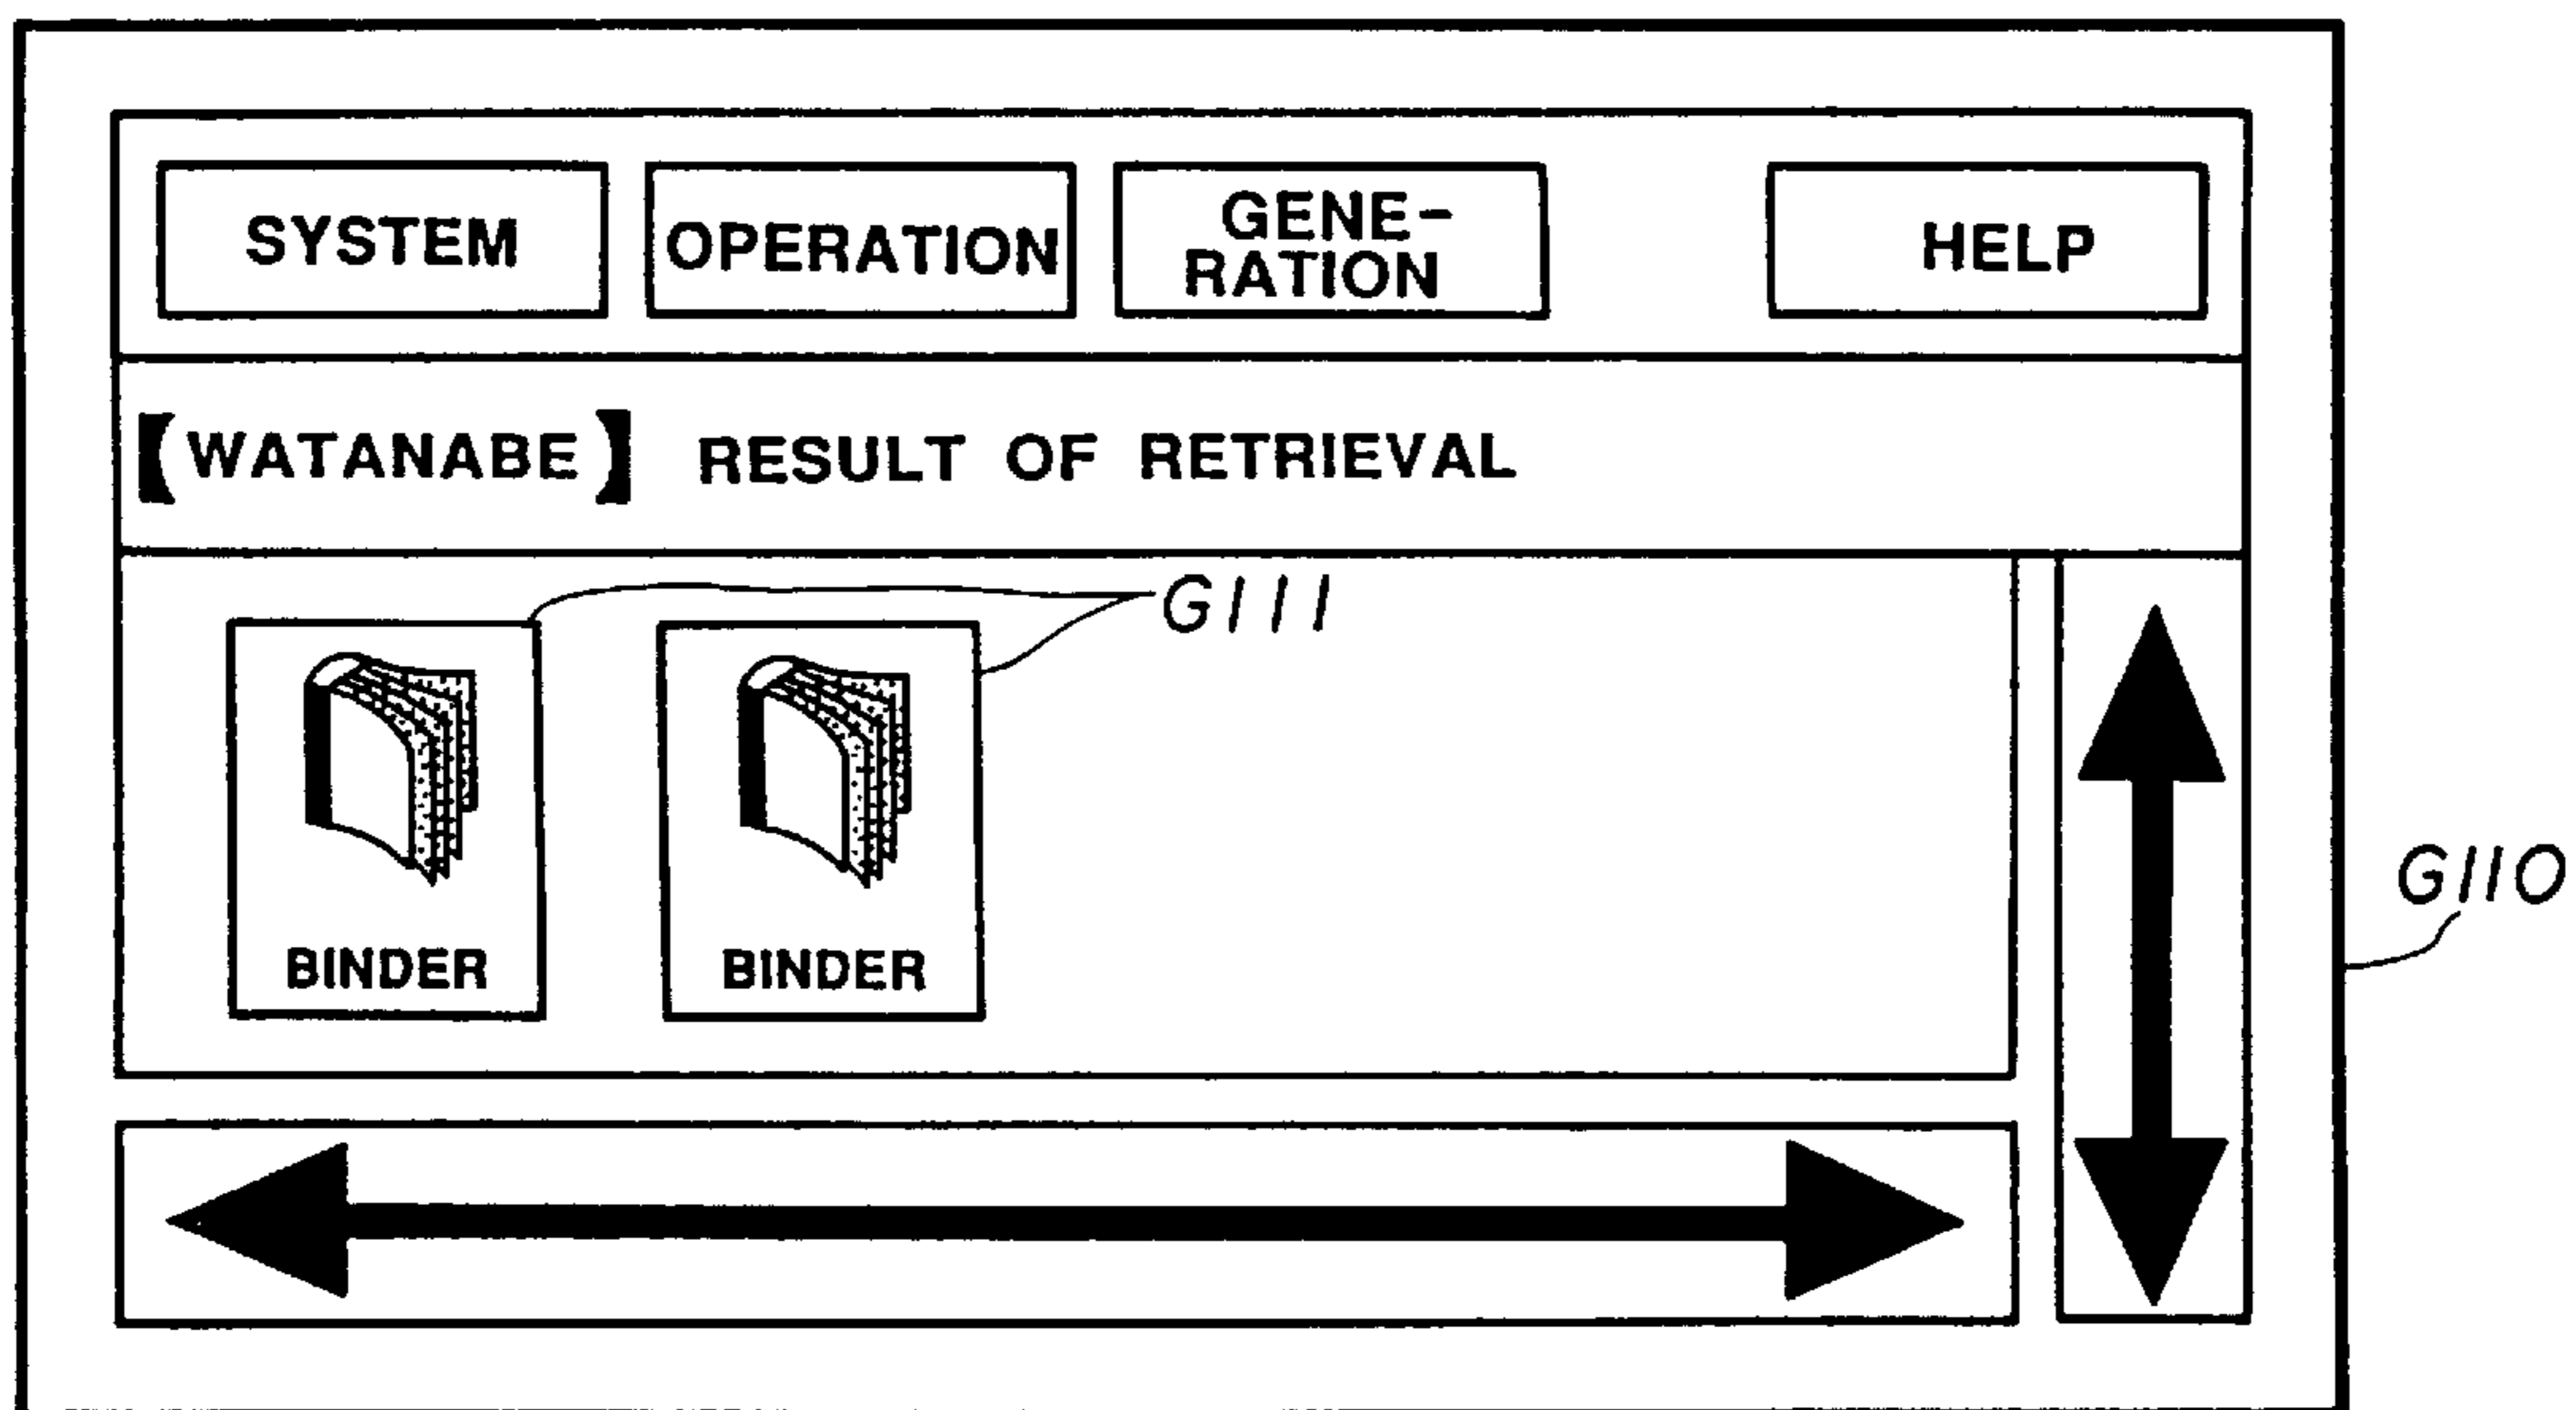 SYSTEM
OPERATION
GENE-
RATION
HELP
【WATANABE】 RESULT OF RETRIEVAL
G111
BINDER
BINDER
G110